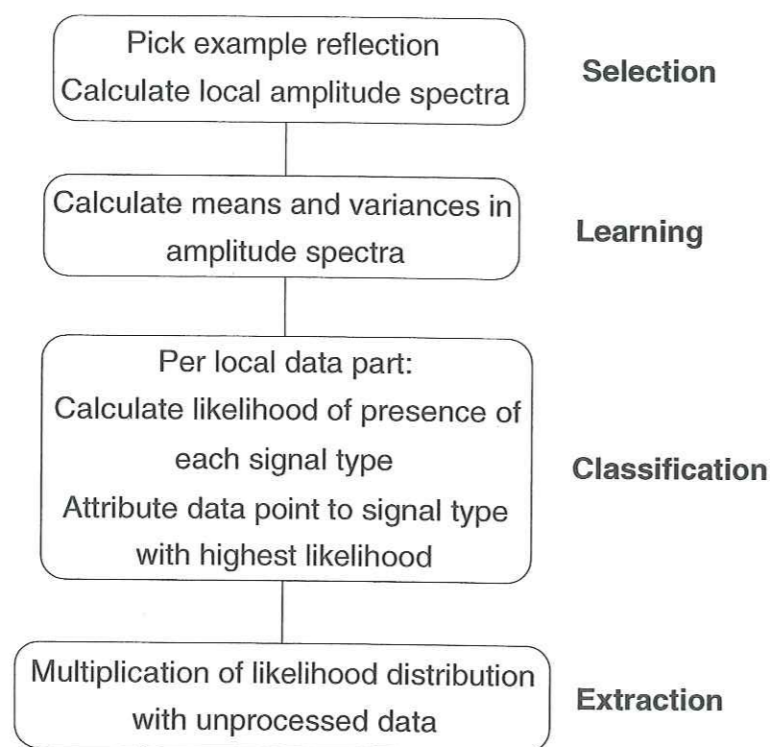 Pick example reflection
Calculate local amplitude spectra
Selection
Calculate means and variances in
amplitude spectra
Learning
Per local data part:
Calculate likelihood of presence of
each signal type
Attribute data point to signal type
with highest likelihood
Classification
Multiplication of likelihood distribution
with unprocessed data
Extraction